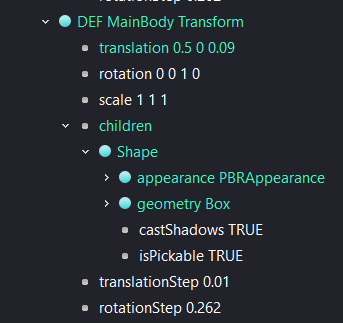 rotationStep 0.262
DEF MainBody Transform
translation 0.5 0 0.09
rotation 0 0 1 0
scale 1 1 1
children
Shape
appearance PBRAppearance
geometry Box
castShadows TRUE
isPickable TRUE
translationStep 0.01
rotationStep 0.262